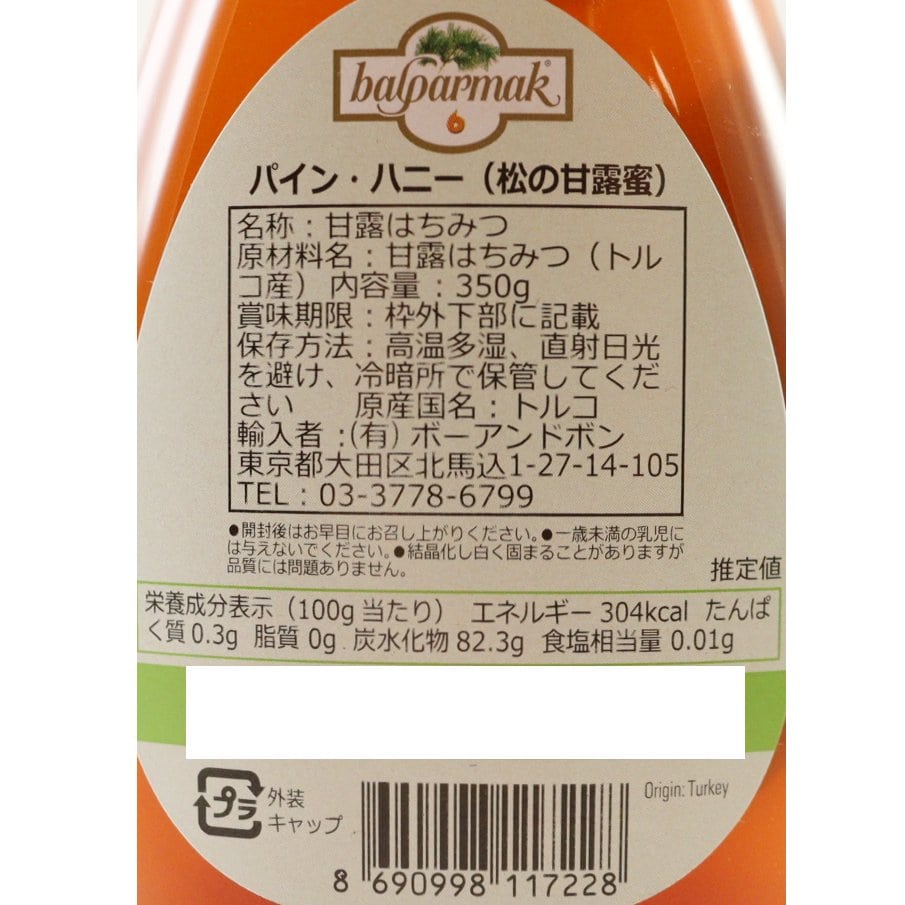 balparmak®
パイン・ハニー（松の甘露蜜）
名称：甘露はちみつ
原材料名：甘露はちみつ（トル
コ産） 内容量：350g
賞味期限：枠外下部に記載
保存方法：高温多湿、直射日光
を避け、冷暗所で保管してくだ
さい 原産国名：トルコ
輸入者：(有) ボーアンドボン
東京都大田区北馬込1-27-14-105
TEL：03-3778-6799
●開封後はお早目にお召し上がりください。●一歳未満の乳児に
は与えないでください。●結晶化し白く固まることがありますが
品質には問題ありません。
推定値
栄養成分表示（100g 当たり） エネルギー 304kcal たんぱ
く質 0.3g 脂質 0g 炭水化物 82.3g 食塩相当量 0.01g
プラ
外装
キャップ
Origin: Turkey
8 690998 117228